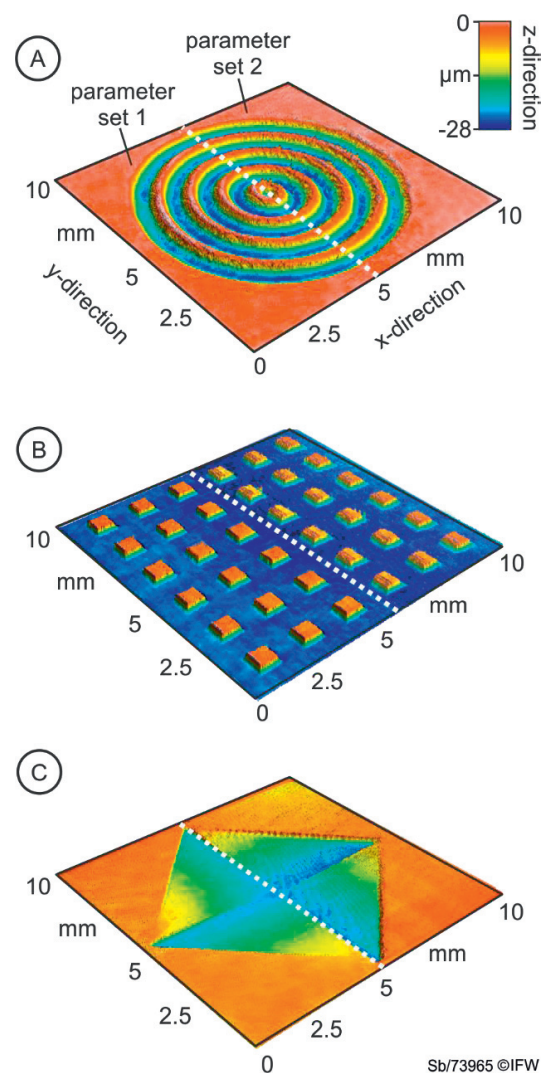 A
parameter
set 2
parameter
set 1
0
µm
-28
z-direction
10
mm
5
2.5
0
y-direction
10
mm
5
2.5
x-direction
B
10
mm
5
2.5
0
10
mm
5
2.5
C
10
mm
5
2.5
0
10
mm
5
2.5
Sb/73965 ©IFW